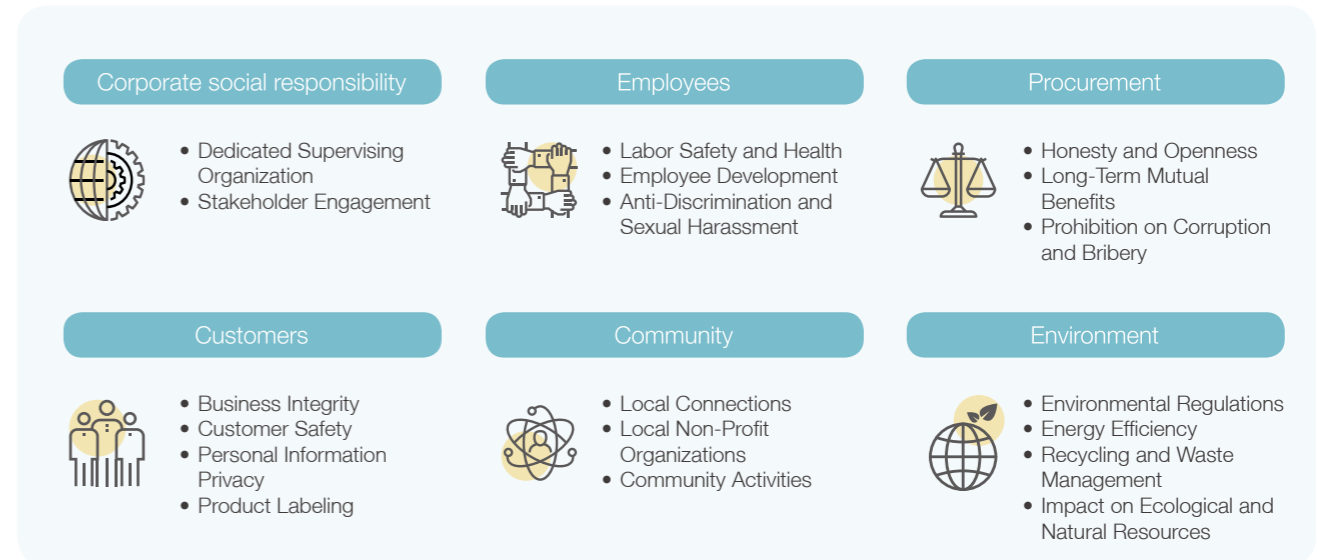 Corporate social responsibility
• Dedicated Supervising
Organization
• Stakeholder Engagement
Employees
• Labor Safety and Health
• Employee Development
• Anti-Discrimination and
Sexual Harassment
Procurement
• Honesty and Openness
• Long-Term Mutual
Benefits
• Prohibition on Corruption
and Bribery
Customers
• Business Integrity
• Customer Safety
• Personal Information
Privacy
• Product Labeling
Community
• Local Connections
• Local Non-Profit
Organizations
• Community Activities
Environment
• Environmental Regulations
• Energy Efficiency
• Recycling and Waste
Management
• Impact on Ecological and
Natural Resources